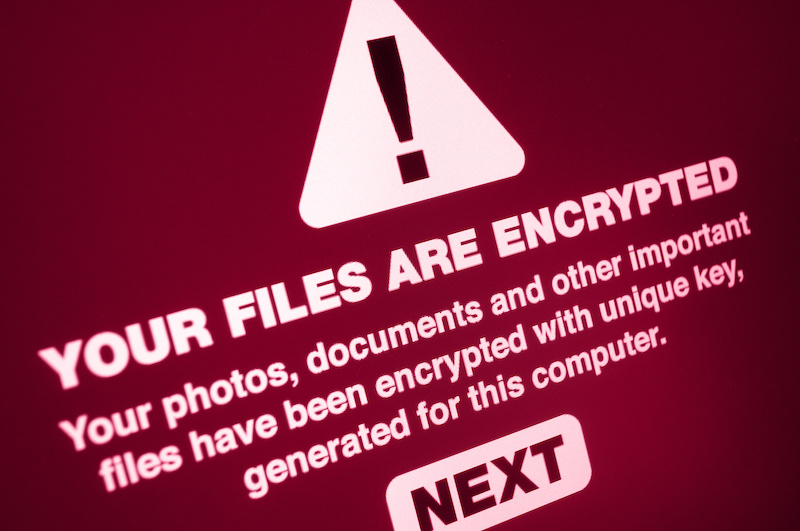 !
YOUR FILES ARE ENCRYPTED
Your photos, documents and other important
files have been encrypted with unique key,
generated for this computer.
NEXT